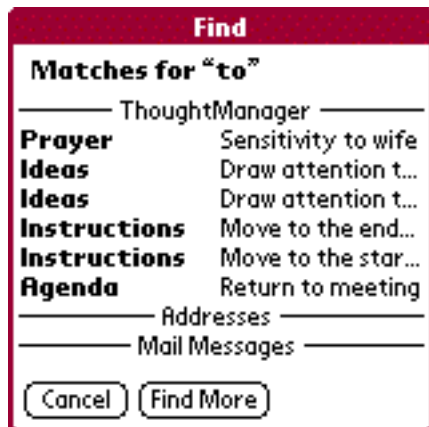 Find
Matches for “to”
ThoughtManager
Prayer Sensitivity to wife
Ideas Draw attention t...
Ideas Draw attention t...
Instructions Move to the end...
Instructions Move to the star...
Agenda Return to meeting
Addresses
Mail Messages
Cancel Find More